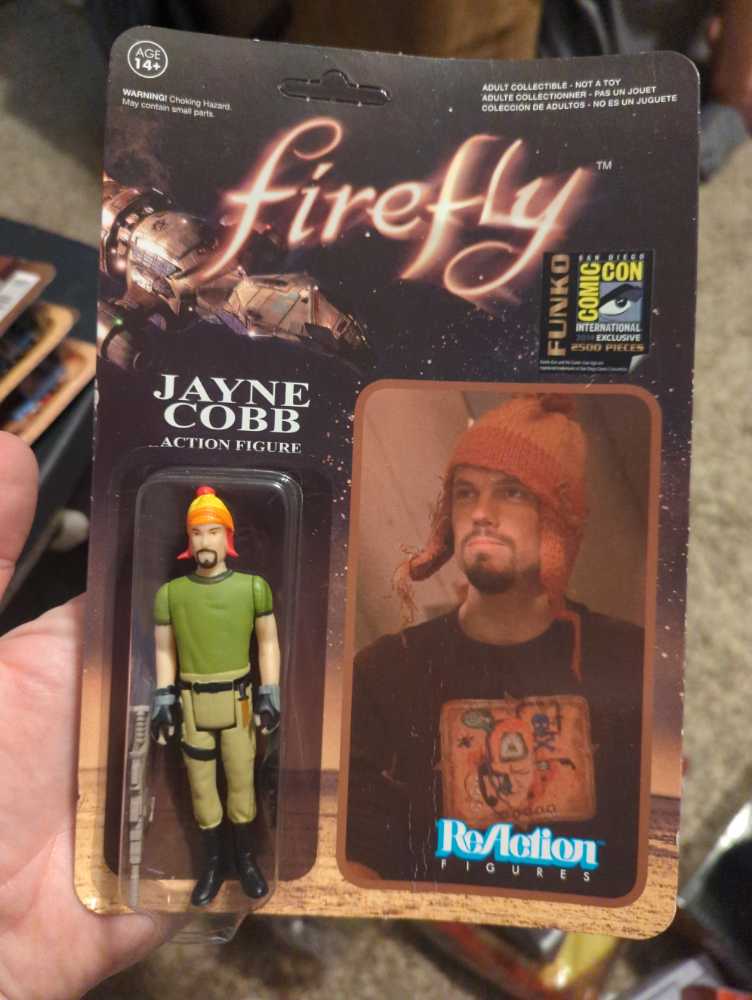 AGE
14+
WARNING! Choking Hazard.
May contain small parts.
ADULT COLLECTIBLE - NOT A TOY
ADULTE COLLECTIONNER - PAS UN JOUET
COLECCIÓN DE ADULTOS - NO ES UN JUGUETE
firefly™
FUNKO
SAN DIEGO
COMIC CON
INTERNATIONAL
2014 EXCLUSIVE
2500 PIECES
JAYNE
COBB
ACTION FIGURE
ReAction
FIGURES